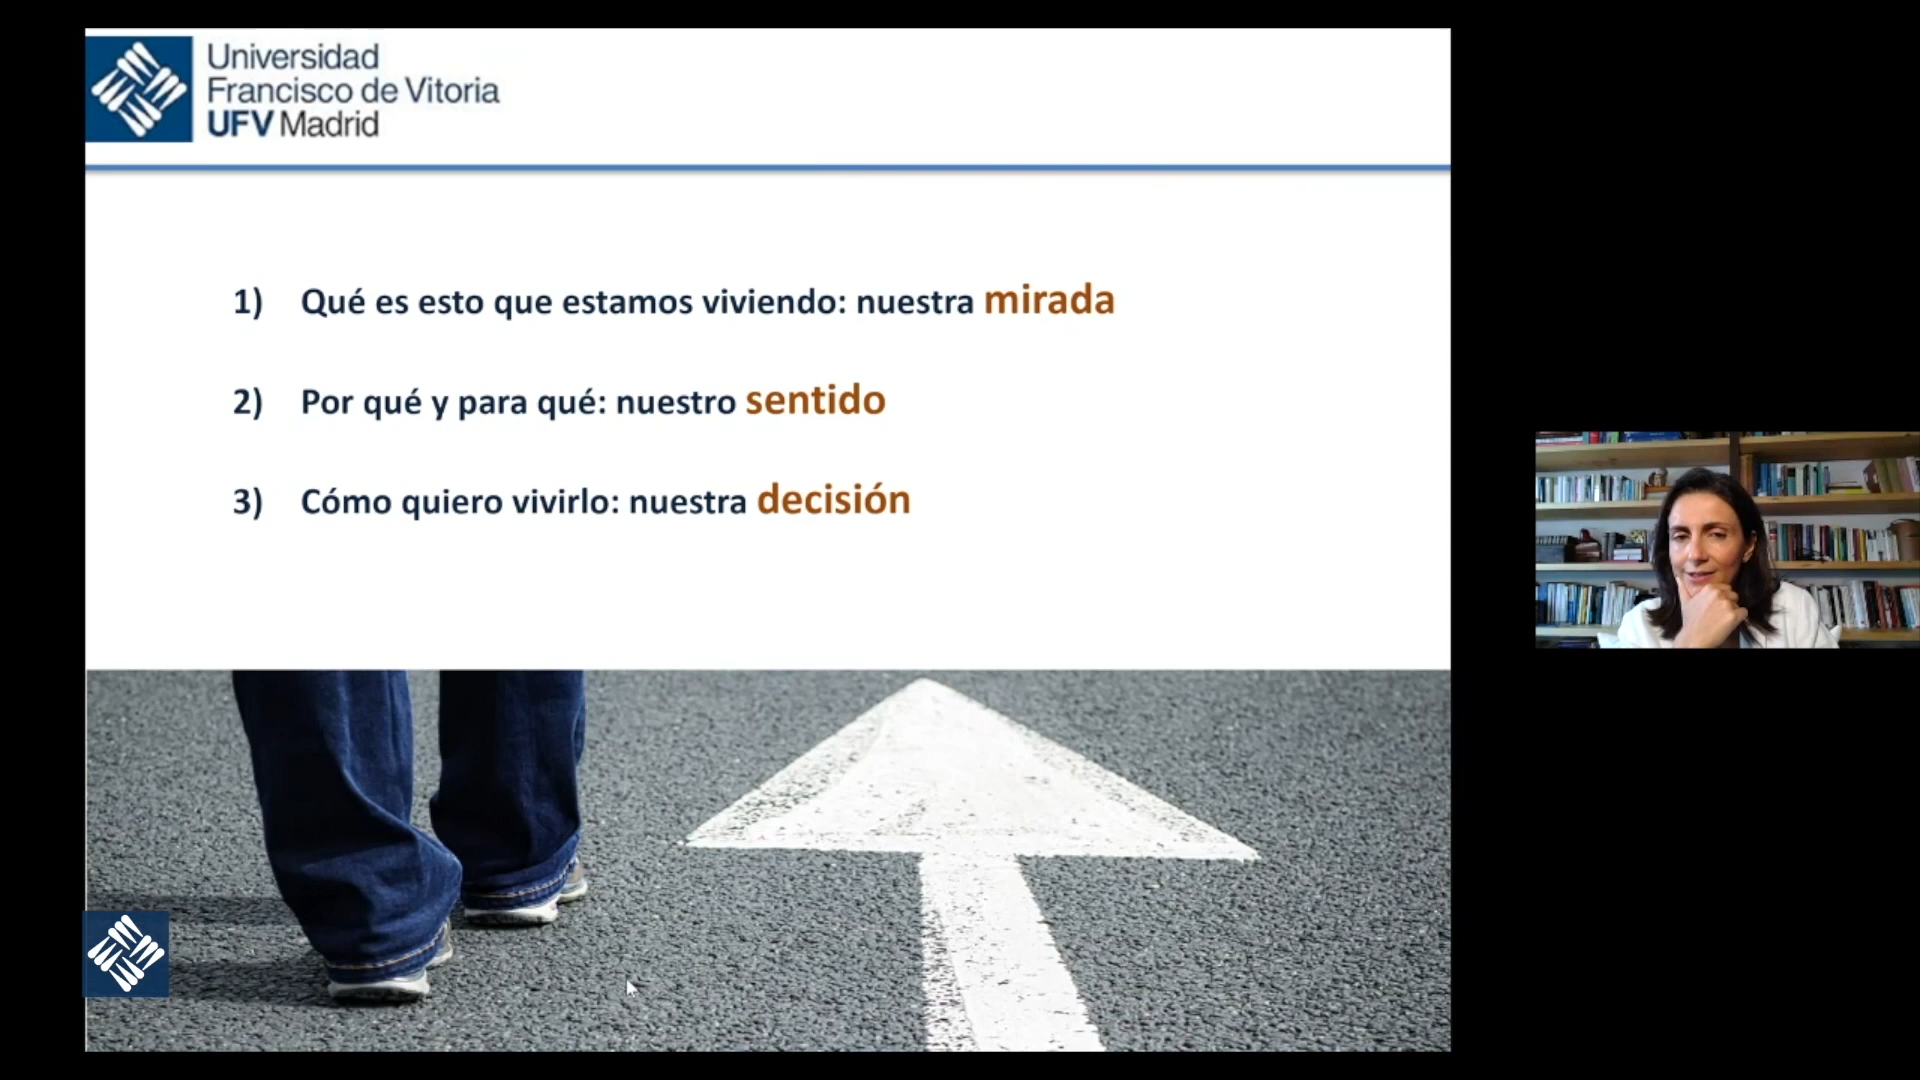 Universidad
Francisco de Vitoria
UFV Madrid
1) Qué es esto que estamos viviendo: nuestra mirada
2) Por qué y para qué: nuestro sentido
3) Cómo quiero vivirlo: nuestra decisión